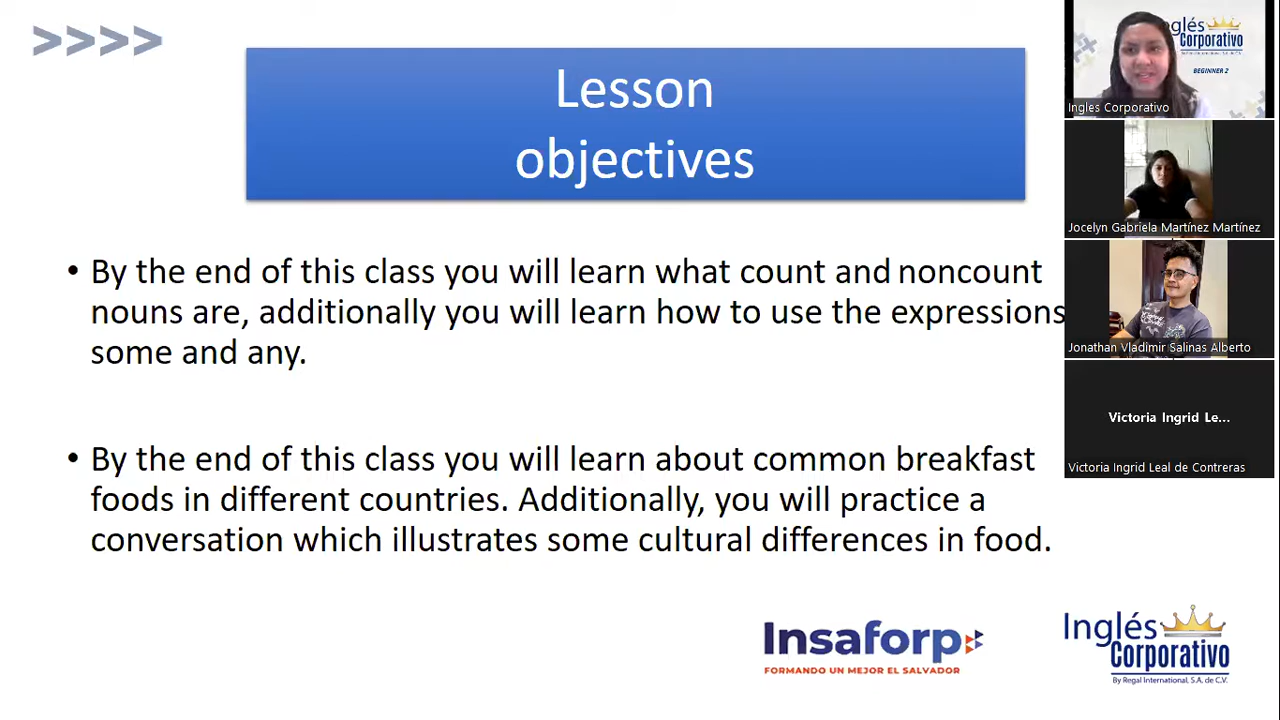 >>>>
Lesson
objectives
• By the end of this class you will learn what count and noncount
nouns are, additionally you will learn how to use the expressions
some and any.
• By the end of this class you will learn about common breakfast
foods in different countries. Additionally, you will practice a
conversation which illustrates some cultural differences in food.
Insaforp
FORMANDO UN MEJOR EL SALVADOR
Inglés
Corporativo
By Regal International, S.A. de C.V.
glés
Corporativo
BEGINNER 2
Ingles Corporativo
Jocelyn Gabriela Martínez Martínez
Jonathan Vladimir Salinas Alberto
Victoria Ingrid Le...
Victoria Ingrid Leal de Contreras